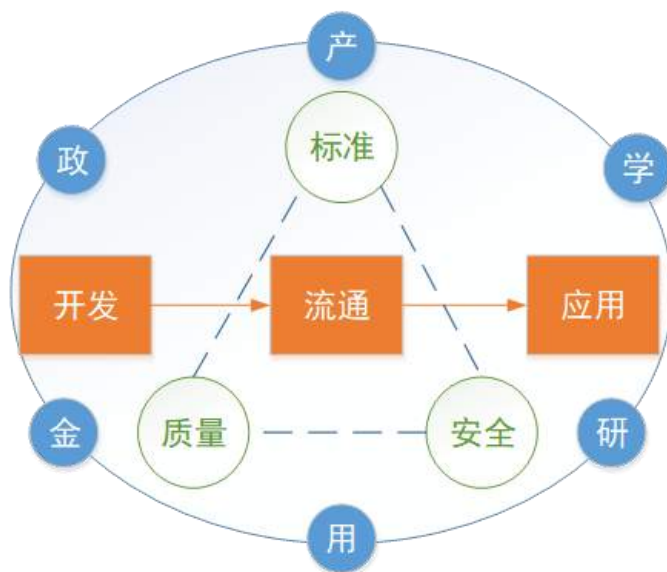 产
标准
政
学
开发
流通
应用
质量
安全
金
研
用